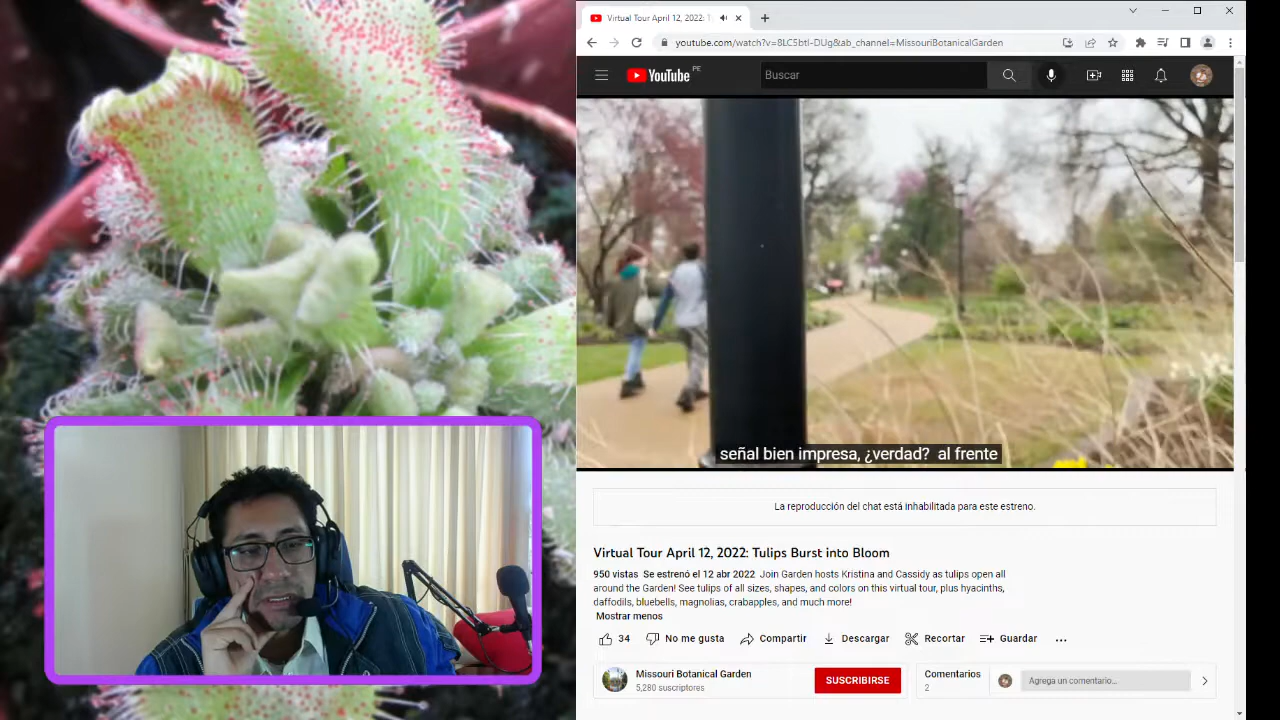 Virtual Tour April 12, 2022: T
youtube.com/watch?v=8LC5btI-DUg&ab_channel=MissouriBotanicalGarden
YouTube PE
Buscar
señal bien impresa, ¿verdad? al frente
La reproducción del chat está inhabilitada para este estreno.
Virtual Tour April 12, 2022: Tulips Burst into Bloom
950 vistas Se estrenó el 12 abr 2022 Join Garden hosts Kristina and Cassidy as tulips open all
around the Garden! See tulips of all sizes, shapes, and colors on this virtual tour, plus hyacinths,
daffodils, bluebells, magnolias, crabapples, and much more!
Mostrar menos
34 No me gusta Compartir Descargar Recortar Guardar ...
Missouri Botanical Garden
5,280 suscriptores
SUSCRIBIRSE
Comentarios
2
Agrega un comentario...